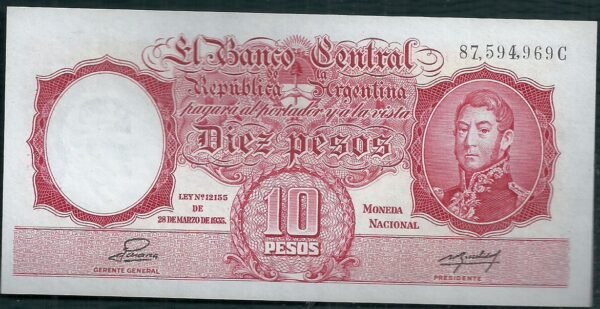 El Banco Central
87,594,969C
de la
República Argentina
pagará al portador y a la vista
Diez pesos
LEY Nº 12155
DE
28 DE MARZO DE 1935.
10
PESOS
MONEDA
NACIONAL
GERENTE GENERAL
PRESIDENTE